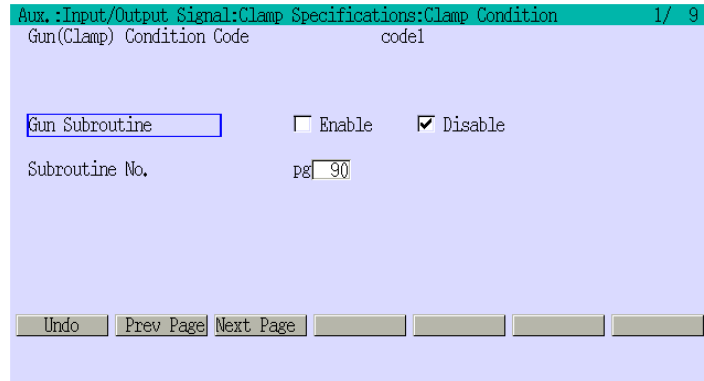 Aux.:Input/Output Signal:Clamp Specifications:Clamp Condition 1/ 9
Gun(Clamp) Condition Code code1
Gun Subroutine Enable Disable
Subroutine No. pg 90
Undo Prev Page Next Page